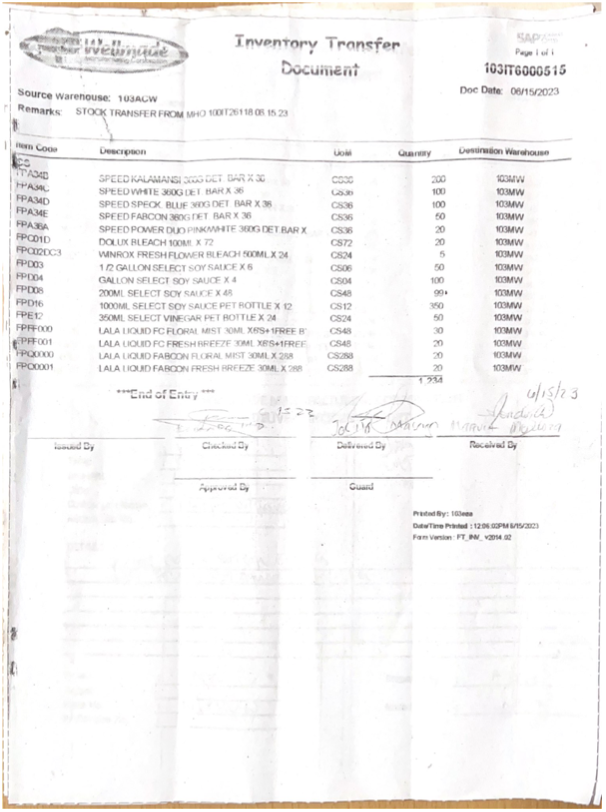 Wellmade
Inventory Transfer
Document
SAP
Page 1 of 1
103IT6000515
Doc Date: 06/15/2023
Source Warehouse: 103ACW
Remarks: STOCK TRANSFER FROM MHO 100IT26118 06 15 23
Item Code Description UoM Quantity Destination Warehouse
FPA34B SPEED KALAMANSI 360G DET. BAR X 36 CS36 200 103MW
FPA34C SPEED WHITE 360G DET. BAR X 36 CS36 100 103MW
FPA34D SPEED SPECK. BLUE 360G DET. BAR X 36 CS36 100 103MW
FPA34E SPEED FABCON 360G DET. BAR X 36 CS36 50 103MW
FPA36A SPEED POWER DUO PINK/WHITE 360G DET. BAR X CS36 20 103MW
FPC01D DOLUX BLEACH 100ML X 72 CS72 20 103MW
FPC02DC3 WINROX FRESH FLOWER BLEACH 500ML X 24 CS24 5 103MW
FPD03 1/2 GALLON SELECT SOY SAUCE X 6 CS06 50 103MW
FPD04 GALLON SELECT SOY SAUCE X 4 CS04 100 103MW
FPD08 200ML SELECT SOY SAUCE X 48 CS48 99 103MW
FPD16 1000ML SELECT SOY SAUCE PET BOTTLE X 12 CS12 350 103MW
FPE12 350ML SELECT VINEGAR PET BOTTLE X 24 CS24 50 103MW
FPFF000 LALA LIQUID FC FLORAL MIST 30ML X6S+1FREE B' CS48 30 103MW
FPFF001 LALA LIQUID FC FRESH BREEZE 30ML X6S+1FREE CS48 20 103MW
FPQ0000 LALA LIQUID FABCON FLORAL MIST 30ML X 288 CS288 20 103MW
FPQ0001 LALA LIQUID FABCON FRESH BREEZE 30ML X 288 CS288 20 103MW
1 234
***End of Entry ***
6/15/23
Issued By Checked By Delivered By Received By
Approved By Guard
Printed By : 103
Date/Time Printed : 12:06:02PM 6/15/2023
Form Version : FT_INV_v2014.02